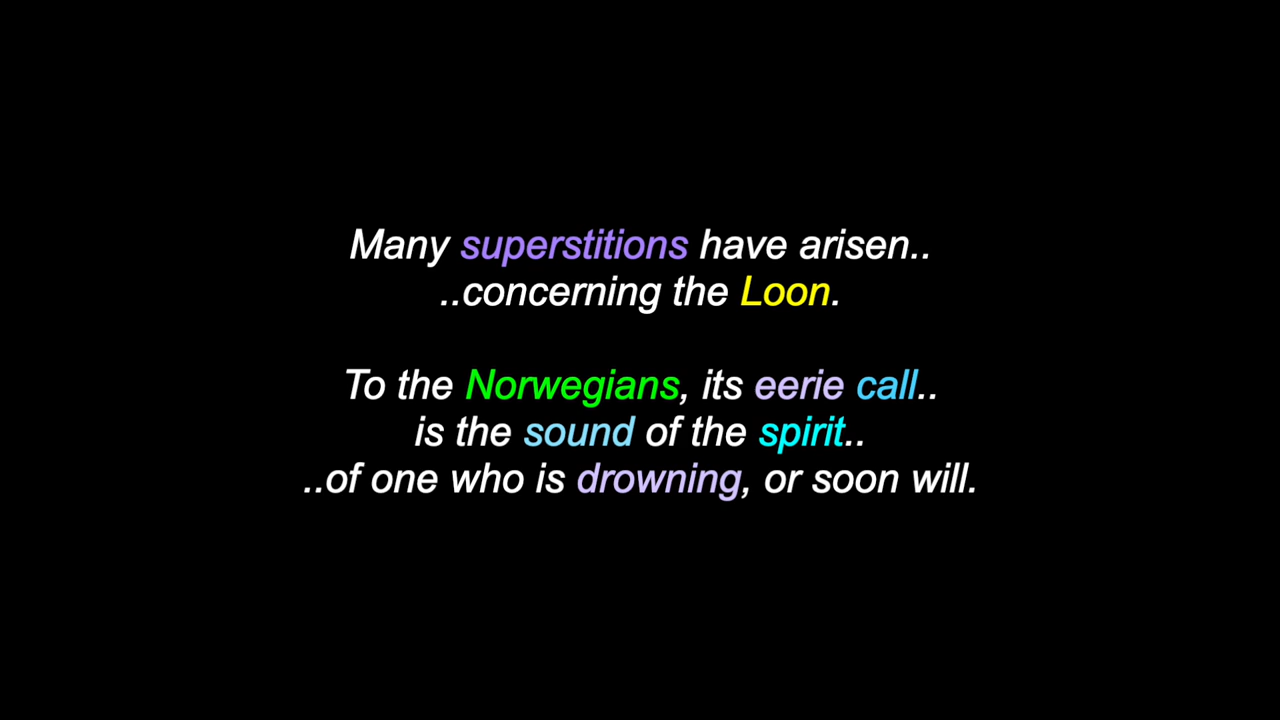 Many superstitions have arisen..
..concerning the Loon.
To the Norwegians, its eerie call..
is the sound of the spirit..
..of one who is drowning, or soon will.